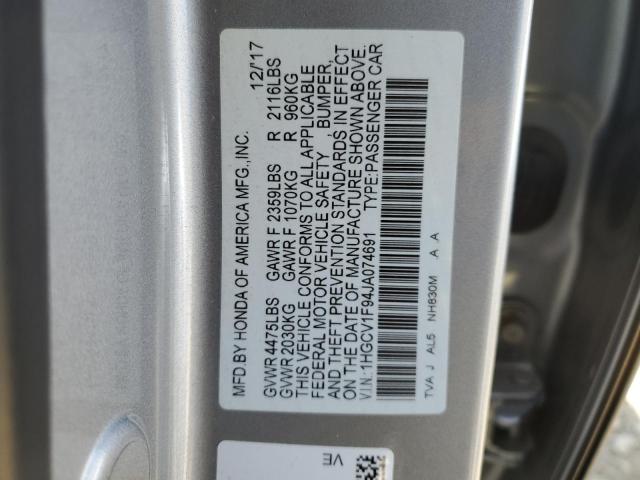 MFD.BY HONDA OF AMERICA MFG.,INC. 12/'17
GVWR 4475LBS GAWR F 2359LBS R 2116LBS
GVWR 2030KG GAWR F 1070KG R 960KG
THIS VEHICLE CONFORMS TO ALL APPLICABLE
FEDERAL MOTOR VEHICLE SAFETY , BUMPER,
AND THEFT PREVENTION STANDARDS IN EFFECT
ON THE DATE OF MANUFACTURE SHOWN ABOVE.
V.I.N.:1HGCV1F94JA074691 TYPE:PASSENGER CAR
TVA J AL5 NH830M A A
VE